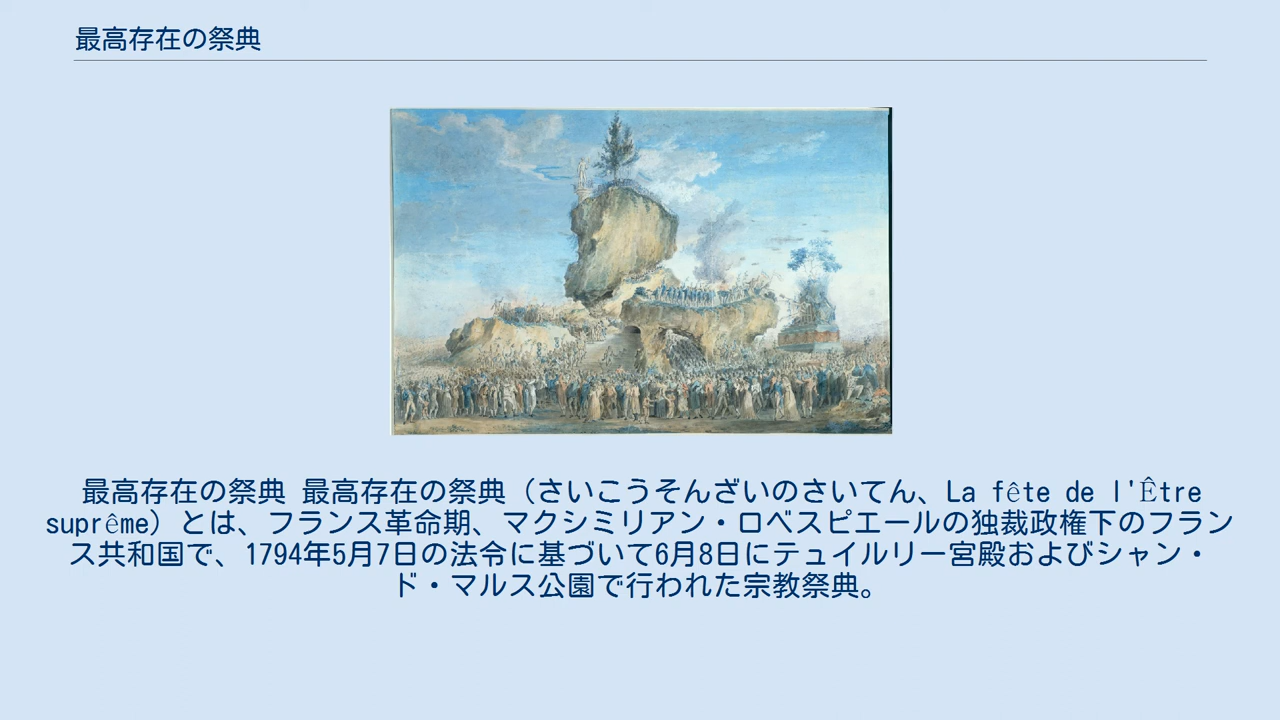 最高存在の祭典
最高存在の祭典 最高存在の祭典（さいこうそんざいのさいてん、La fête de l'Être
suprême）とは、フランス革命期、マクシミリアン・ロベスピエールの独裁政権下のフラン
ス共和国で、1794年5月7日の法令に基づいて6月8日にテュイルリー宮殿およびシャン・
ド・マルス公園で行われた宗教祭典。